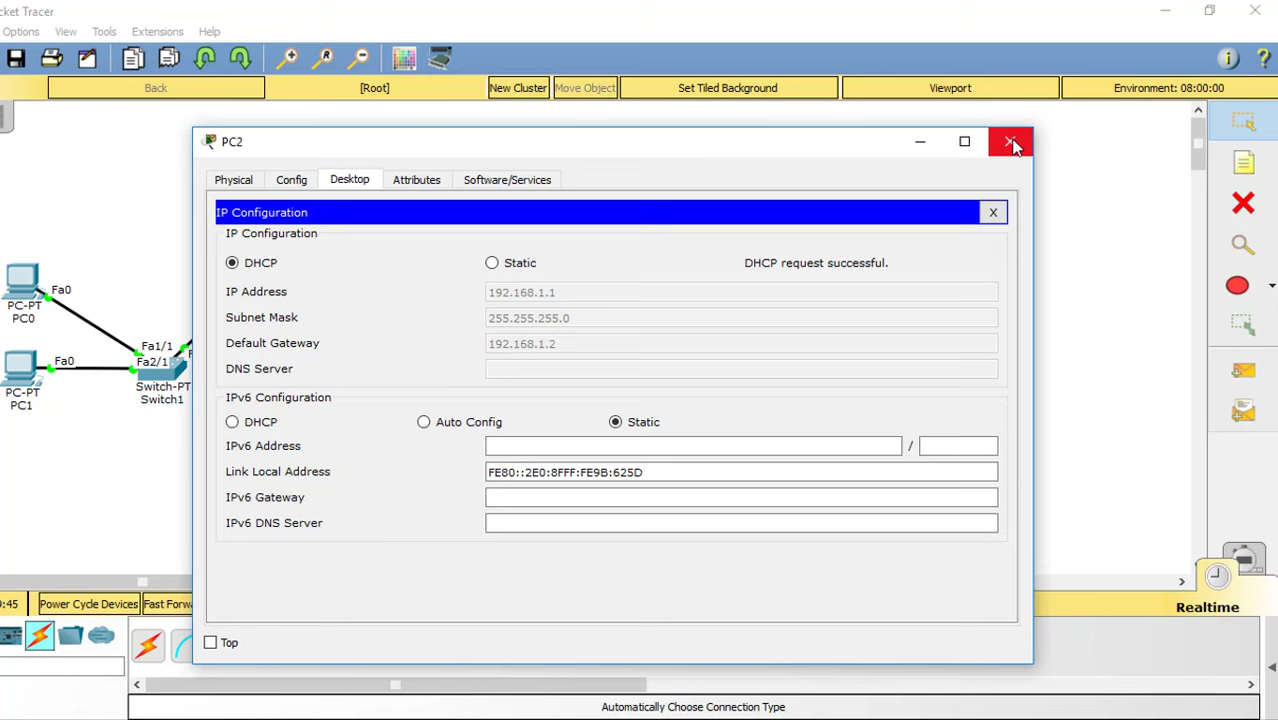 cket Tracer
Options View Tools Extensions Help
Back [Root] New Cluster Move Object Set Tiled Background Viewport Environment: 08:00:00
PC2
Physical Config Desktop Attributes Software/Services
IP Configuration X
IP Configuration
DHCP Static DHCP request successful.
IP Address 192.168.1.1
Subnet Mask 255.255.255.0
Default Gateway 192.168.1.2
DNS Server
IPv6 Configuration
DHCP Auto Config Static
IPv6 Address /
Link Local Address FE80::2E0:8FFF:FE9B:625D
IPv6 Gateway
IPv6 DNS Server
Top
Fa0
PC-PT
PC0
Fa1/1
Fa0 Fa2/1
PC-PT
PC1
Switch-PT
Switch1
9:45 Power Cycle Devices Fast Forw
Realtime
Automatically Choose Connection Type